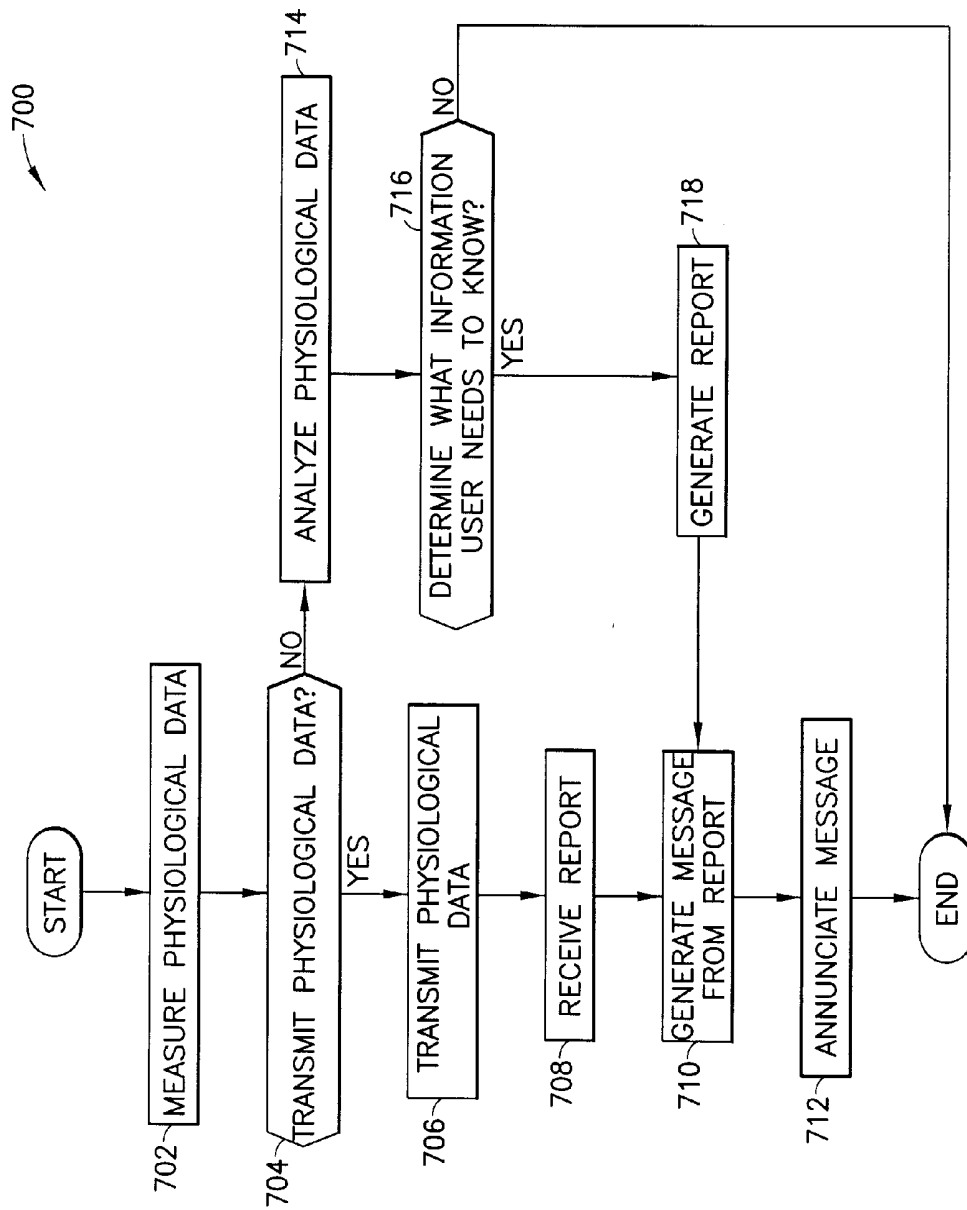 700
START
702
MEASURE PHYSIOLOGICAL DATA
704
TRANSMIT PHYSIOLOGICAL DATA?
NO
YES
714
ANALYZE PHYSIOLOGICAL DATA
706
TRANSMIT PHYSIOLOGICAL
DATA
716
DETERMINE WHAT INFORMATION
USER NEEDS TO KNOW?
NO
YES
708
RECEIVE REPORT
718
GENERATE REPORT
710
GENERATE MESSAGE
FROM REPORT
712
ANNUNCIATE MESSAGE
END